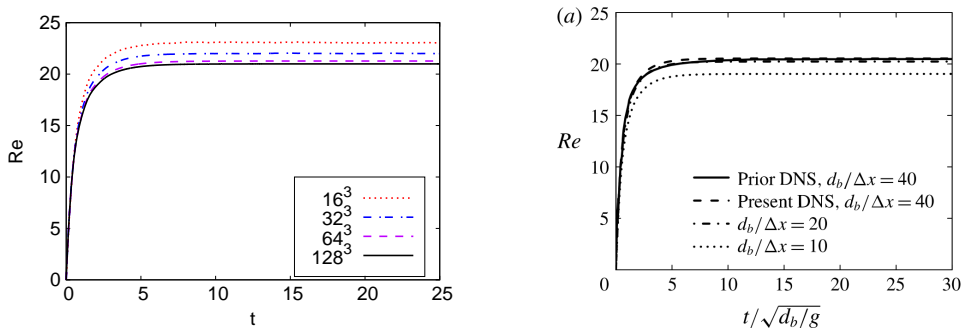 25
20
15
10
5
0
Re
16³
32³
64³
128³
0 5 10 15 20 25
t
(a)
25
20
15
10
5
Re
Prior DNS, d_b/Δx = 40
Present DNS, d_b/Δx = 40
d_b/Δx = 20
d_b/Δx = 10
0 5 10 15 20 25 30
t/√d_b/g